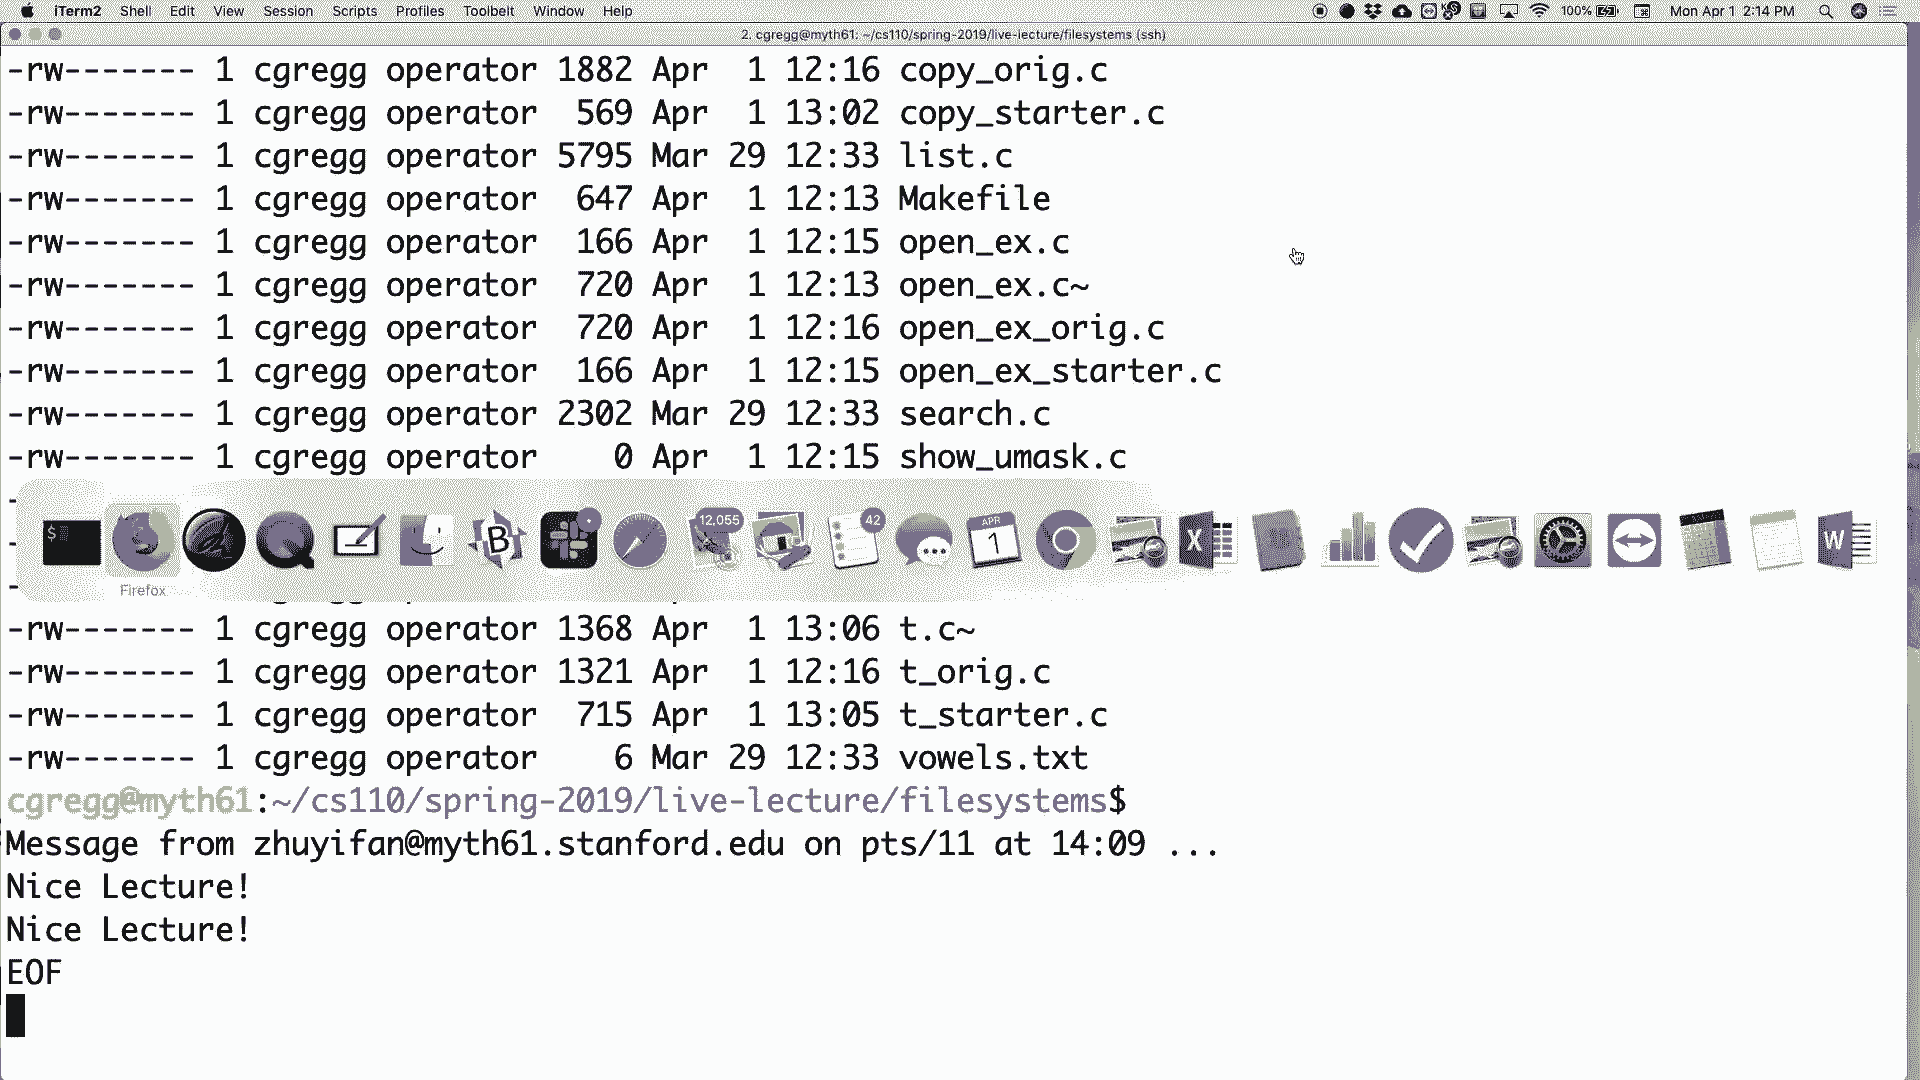 iTerm2 Shell Edit View Session Scripts Profiles Toolbelt Window Help 100% Mon Apr 1 2:14 PM
2. cgregg@myth61: ~/cs110/spring-2019/live-lecture/filesystems (ssh)
-rw------- 1 cgregg operator 1882 Apr  1 12:16 copy_orig.c
-rw------- 1 cgregg operator  569 Apr  1 13:02 copy_starter.c
-rw------- 1 cgregg operator 5795 Mar 29 12:33 list.c
-rw------- 1 cgregg operator  647 Apr  1 12:13 Makefile
-rw------- 1 cgregg operator  166 Apr  1 12:15 open_ex.c
-rw------- 1 cgregg operator  720 Apr  1 12:13 open_ex.c~
-rw------- 1 cgregg operator  720 Apr  1 12:16 open_ex_orig.c
-rw------- 1 cgregg operator  166 Apr  1 12:15 open_ex_starter.c
-rw------- 1 cgregg operator 2302 Mar 29 12:33 search.c
-rw------- 1 cgregg operator    0 Apr  1 12:15 show_umask.c
$ B 12,055 42 APR 1 X W
Firefox
-rw------- 1 cgregg operator 1368 Apr  1 13:06 t.c~
-rw------- 1 cgregg operator 1321 Apr  1 12:16 t_orig.c
-rw------- 1 cgregg operator  715 Apr  1 13:05 t_starter.c
-rw------- 1 cgregg operator    6 Mar 29 12:33 vowels.txt
cgregg@myth61:~/cs110/spring-2019/live-lecture/filesystems$
Message from zhuyifan@myth61.stanford.edu on pts/11 at 14:09 ...
Nice Lecture!
Nice Lecture!
EOF